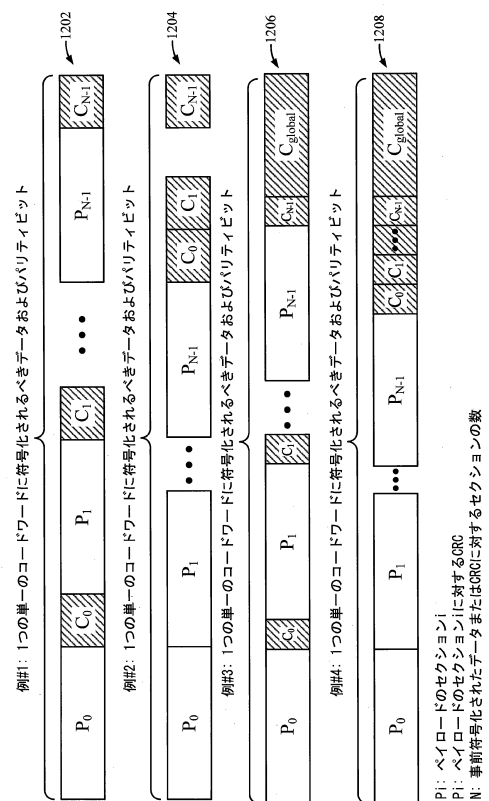 例#1: 1つの単一のコードワードに符号化されるべきデータおよびパリティビット
P0 C0 P1 C1 ••• PN-1 CN-1
1202
例#2: 1つの単一のコードワードに符号化されるべきデータおよびパリティビット
P0 P1 ••• PN-1 C0 C1 CN-1
1204
例#3: 1つの単一のコードワードに符号化されるべきデータおよびパリティビット
P0 C0 P1 C1 ••• PN-1 CN-1 Cglobal
1206
例#4: 1つの単一のコードワードに符号化されるべきデータおよびパリティビット
P0 P1 ••• PN-1 C0 C1 ••• CN-1 Cglobal
1208
Pi: ペイロードのセクションi
Pi: ペイロードのセクションiに対するCRC
N: 事前符号化されたデータまたはCRCに対するセクションの数